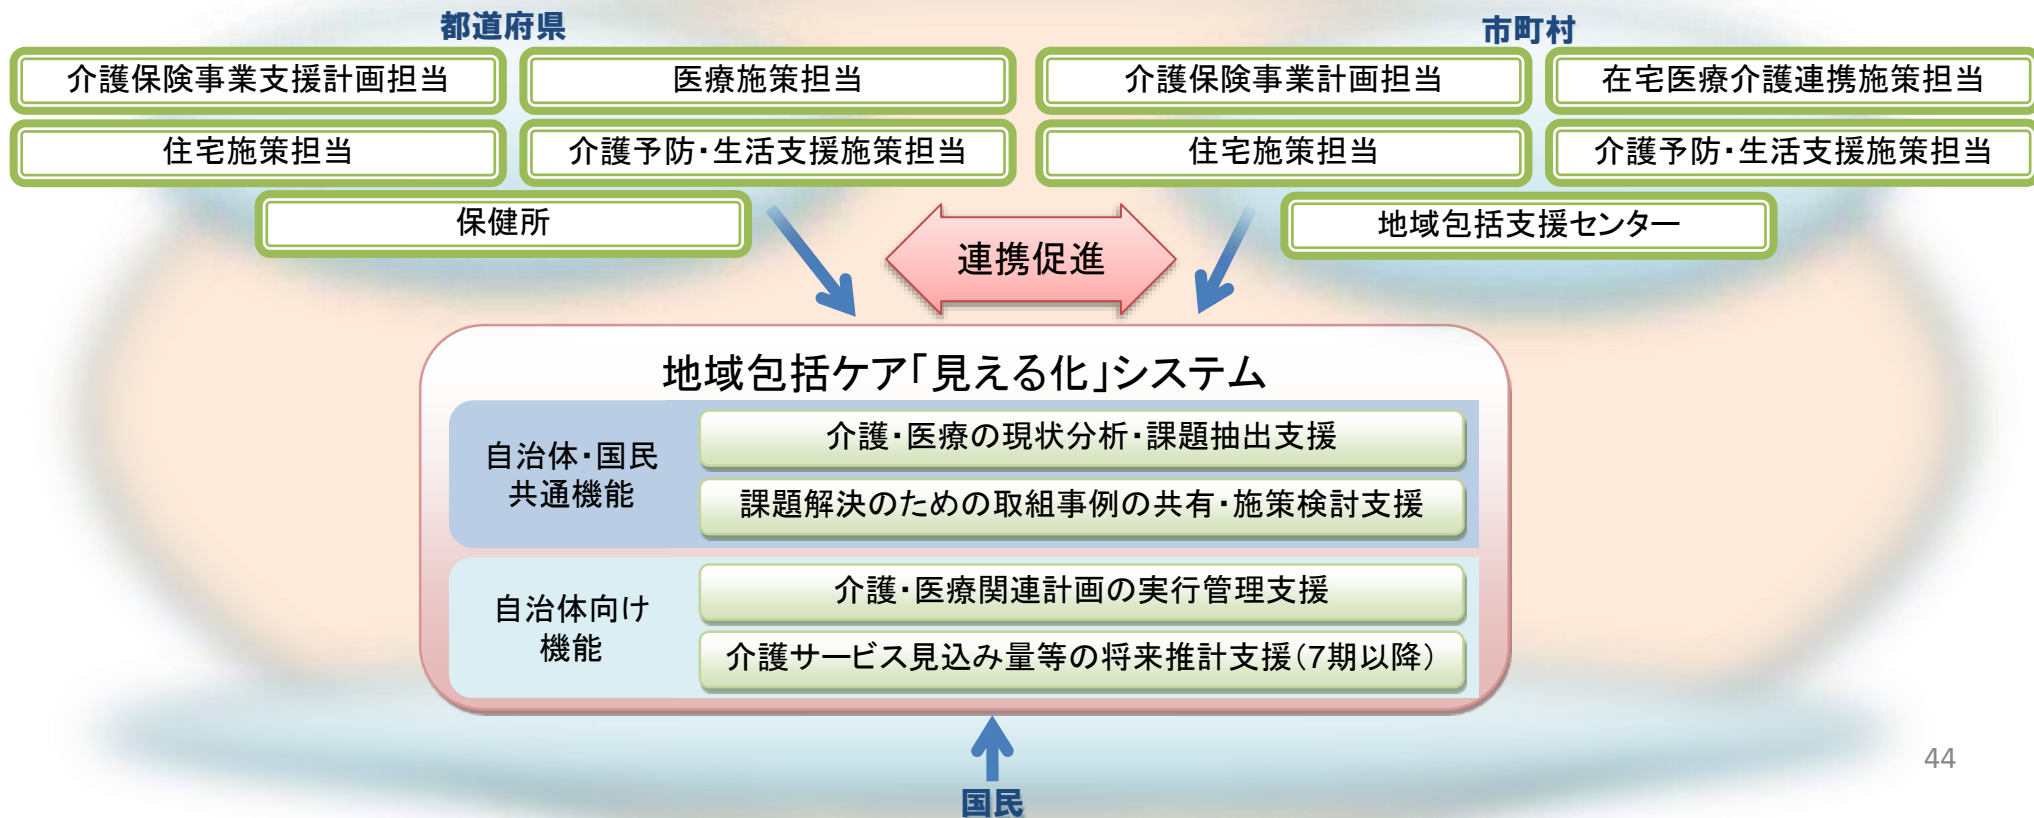 都道府県
市町村
介護保険事業支援計画担当
医療施策担当
介護保険事業計画担当
在宅医療介護連携施策担当
住宅施策担当
介護予防・生活支援施策担当
住宅施策担当
介護予防・生活支援施策担当
保健所
連携促進
地域包括支援センター
地域包括ケア「見える化」システム
自治体・国民
共通機能
介護・医療の現状分析・課題抽出支援
課題解決のための取組事例の共有・施策検討支援
自治体向け
機能
介護・医療関連計画の実行管理支援
介護サービス見込み量等の将来推計支援（7期以降）
国民
44